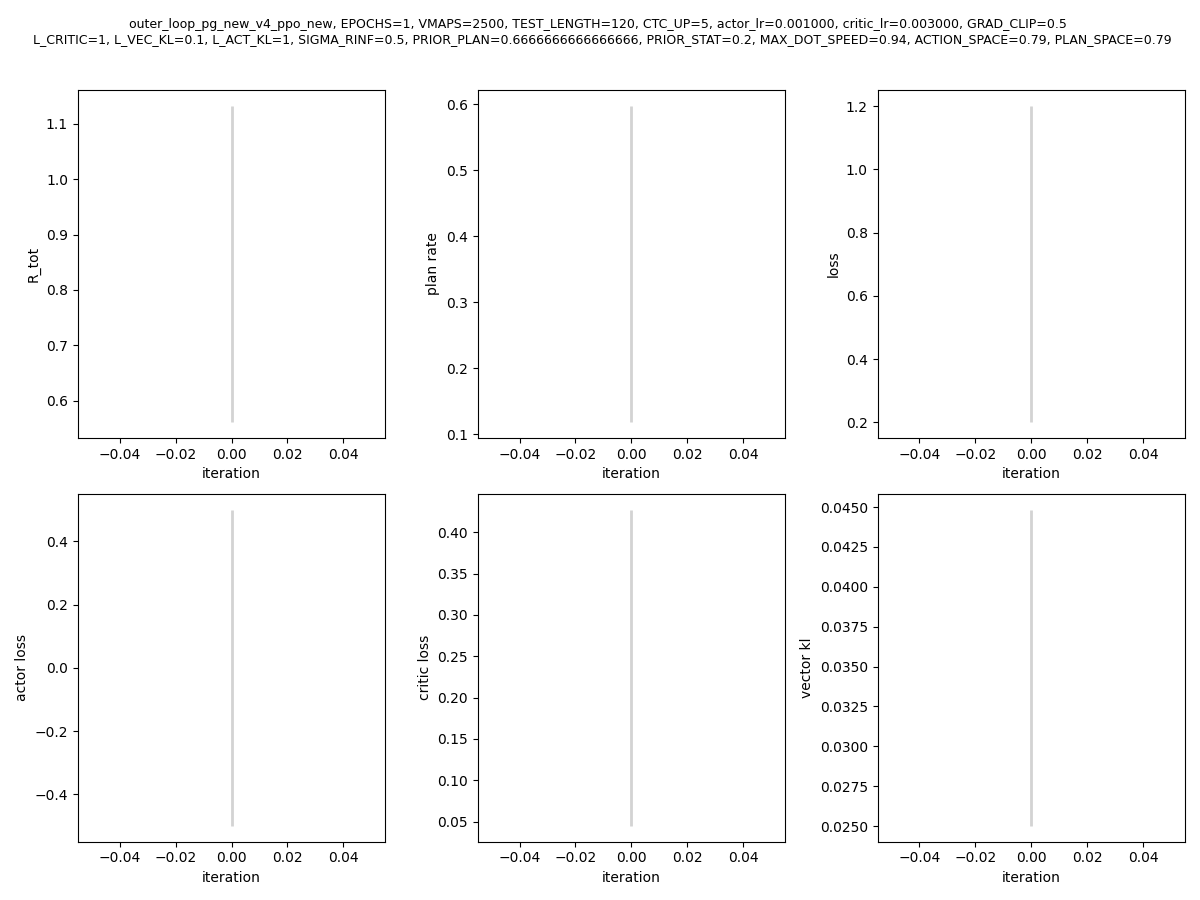 outer_loop_pg_new_v4_ppo_new, EPOCHS=1, VMAPS=2500, TEST_LENGTH=120, CTC_UP=5, actor_lr=0.001000, critic_lr=0.003000, GRAD_CLIP=0.5
L_CRITIC=1, L_VEC_KL=0.1, L_ACT_KL=1, SIGMA_RINF=0.5, PRIOR_PLAN=0.6666666666666666, PRIOR_STAT=0.2, MAX_DOT_SPEED=0.94, ACTION_SPACE=0.79, PLAN_SPACE=0.79
R_tot
1.1
1.0
0.9
0.8
0.7
0.6
−0.04 −0.02 0.00 0.02 0.04
iteration
plan rate
0.6
0.5
0.4
0.3
0.2
0.1
−0.04 −0.02 0.00 0.02 0.04
iteration
loss
1.2
1.0
0.8
0.6
0.4
0.2
−0.04 −0.02 0.00 0.02 0.04
iteration
actor loss
0.4
0.2
0.0
−0.2
−0.4
−0.04 −0.02 0.00 0.02 0.04
iteration
critic loss
0.40
0.35
0.30
0.25
0.20
0.15
0.10
0.05
−0.04 −0.02 0.00 0.02 0.04
iteration
vector kl
0.0450
0.0425
0.0400
0.0375
0.0350
0.0325
0.0300
0.0275
0.0250
−0.04 −0.02 0.00 0.02 0.04
iteration